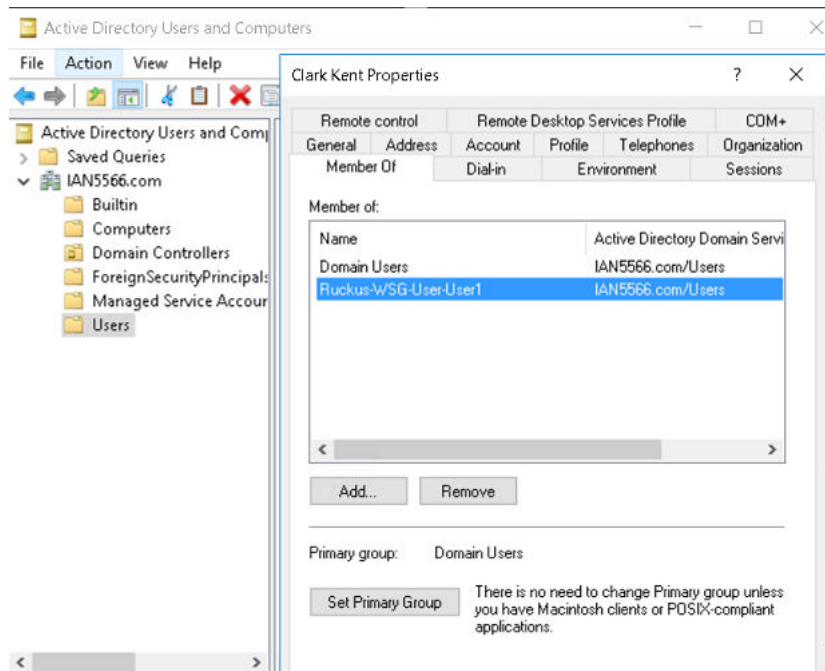 Active Directory Users and Computers
File Action View Help
Active Directory Users and Comp
Saved Queries
IAN5566.com
Builtin
Computers
Domain Controllers
ForeignSecurityPrincipals
Managed Service Accour
Users
Clark Kent Properties
Remote control Remote Desktop Services Profile COM+
General Address Account Profile Telephones Organization
Member Of Dial-in Environment Sessions
Member of:
Name Active Directory Domain Servi
Domain Users IAN5566.com/Users
Ruckus-WSG-User-User1 IAN5566.com/Users
Add... Remove
Primary group: Domain Users
Set Primary Group
There is no need to change Primary group unless
you have Macintosh clients or POSIX-compliant
applications.